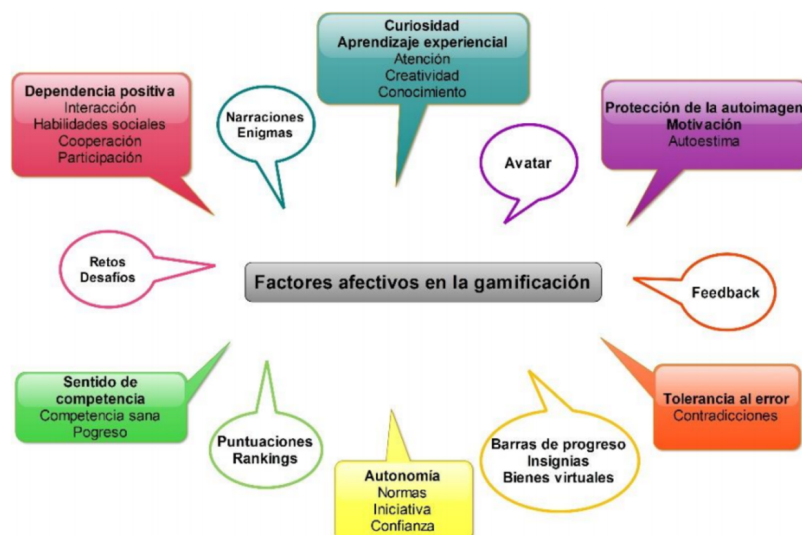 Curiosidad
Aprendizaje experiencial
Atención
Creatividad
Conocimiento
Dependencia positiva
Interacción
Habilidades sociales
Cooperación
Participación
Narraciones
Enigmas
Avatar
Protección de la autoimagen
Motivación
Autoestima
Retos
Desafíos
Factores afectivos en la gamificación
Feedback
Sentido de
competencia
Competencia sana
Pogreso
Puntuaciones
Rankings
Autonomía
Normas
Iniciativa
Confianza
Barras de progreso
Insignias
Bienes virtuales
Tolerancia al error
Contradicciones